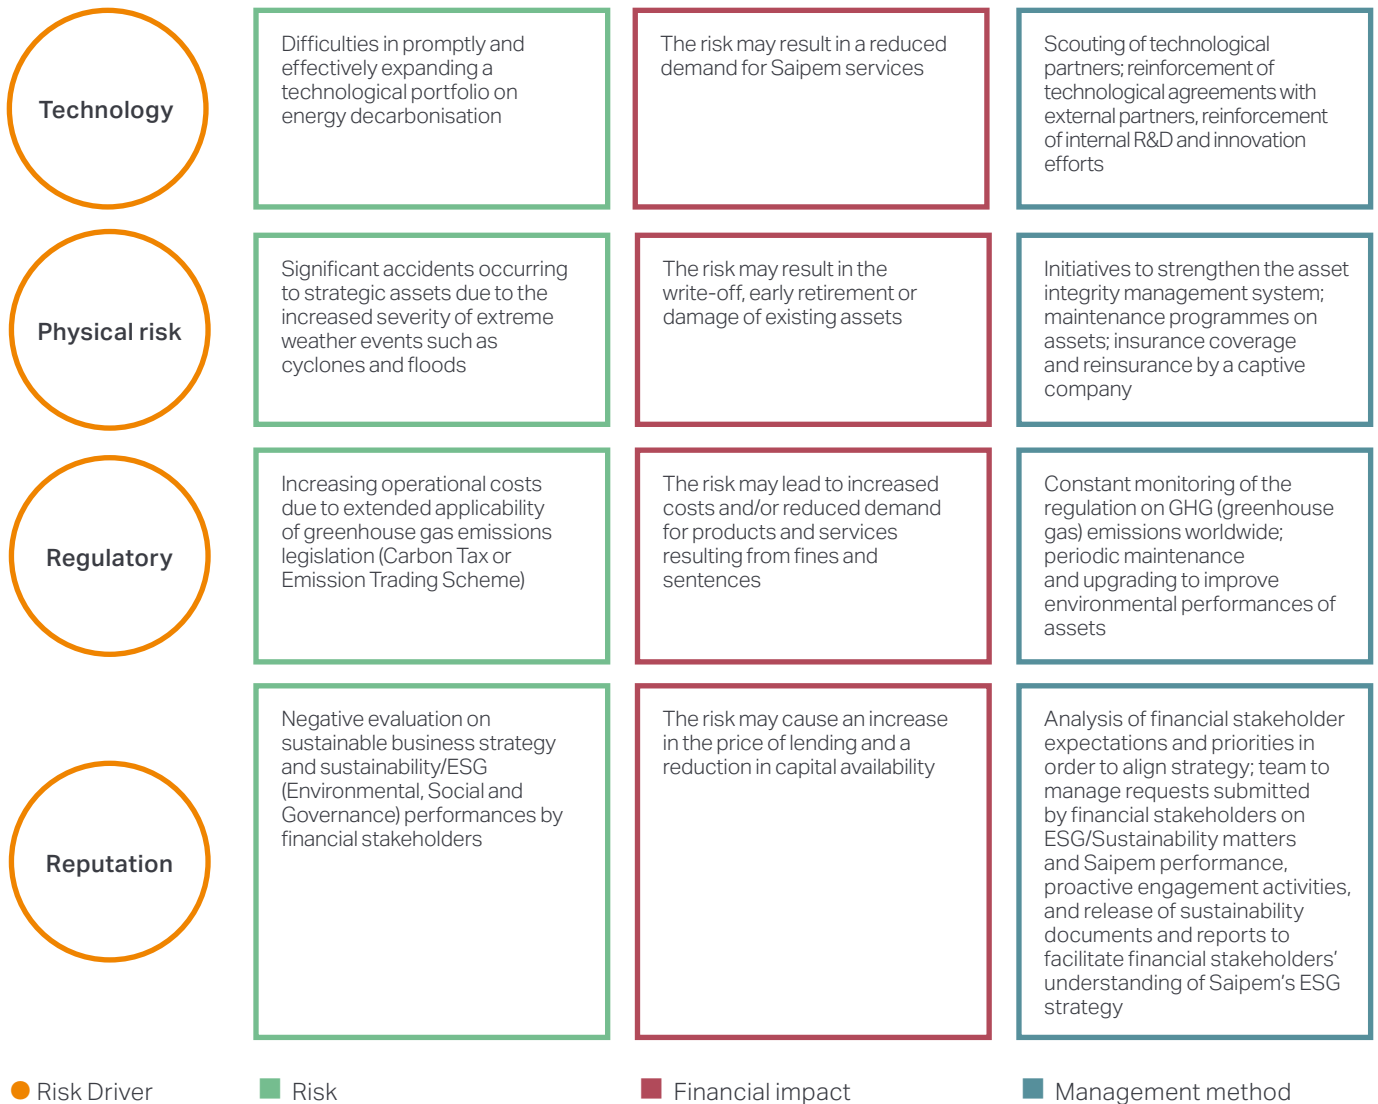 Technology
Difficulties in promptly and
effectively expanding a
technological portfolio on
energy decarbonisation
The risk may result in a reduced
demand for Saipem services
Scouting of technological
partners; reinforcement of
technological agreements with
external partners, reinforcement
of internal R&D and innovation
efforts
Physical risk
Significant accidents occurring
to strategic assets due to the
increased severity of extreme
weather events such as
cyclones and floods
The risk may result in the
write-off, early retirement or
damage of existing assets
Initiatives to strengthen the asset
integrity management system;
maintenance programmes on
assets; insurance coverage
and reinsurance by a captive
company
Regulatory
Increasing operational costs
due to extended applicability
of greenhouse gas emissions
legislation (Carbon Tax or
Emission Trading Scheme)
The risk may lead to increased
costs and/or reduced demand
for products and services
resulting from fines and
sentences
Constant monitoring of the
regulation on GHG (greenhouse
gas) emissions worldwide;
periodic maintenance
and upgrading to improve
environmental performances of
assets
Reputation
Negative evaluation on
sustainable business strategy
and sustainability/ESG
(Environmental, Social and
Governance) performances by
financial stakeholders
The risk may cause an increase
in the price of lending and a
reduction in capital availability
Analysis of financial stakeholder
expectations and priorities in
order to align strategy; team to
manage requests submitted
by financial stakeholders on
ESG/Sustainability matters
and Saipem performance,
proactive engagement activities,
and release of sustainability
documents and reports to
facilitate financial stakeholders’
understanding of Saipem’s ESG
strategy
Risk Driver
Risk
Financial impact
Management method